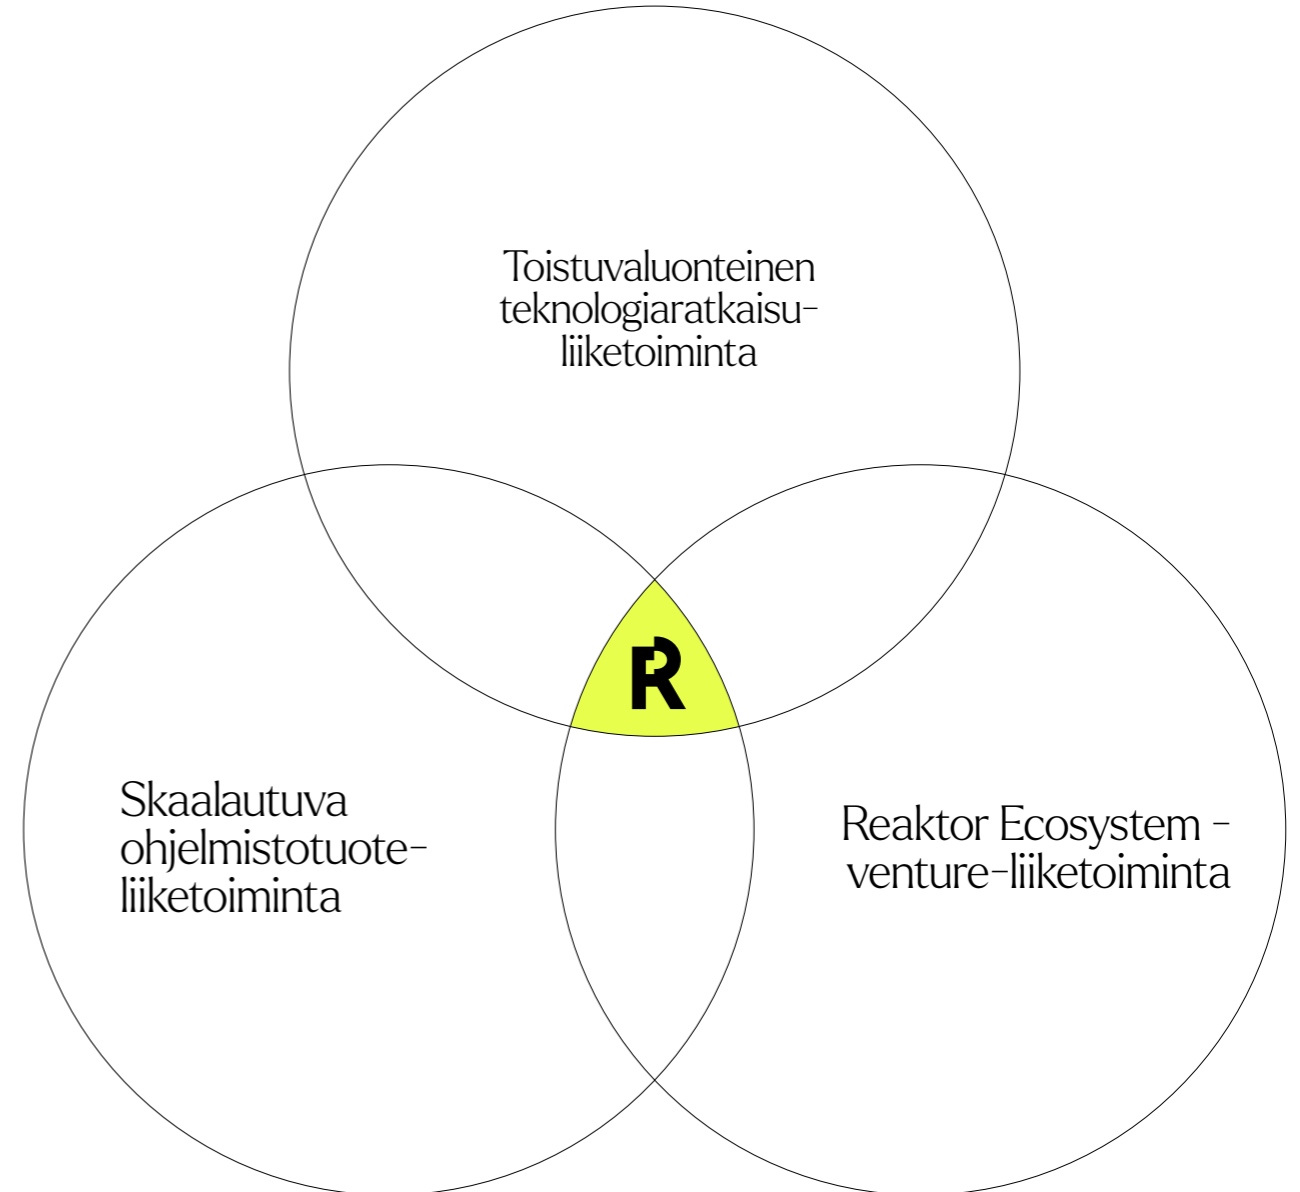 Toistuvaluonteinen
teknologiaratkaisu-
liiketoiminta
R
Skaalautuva
ohjelmistotuote-
liiketoiminta
Reaktor Ecosystem -
venture-liiketoiminta